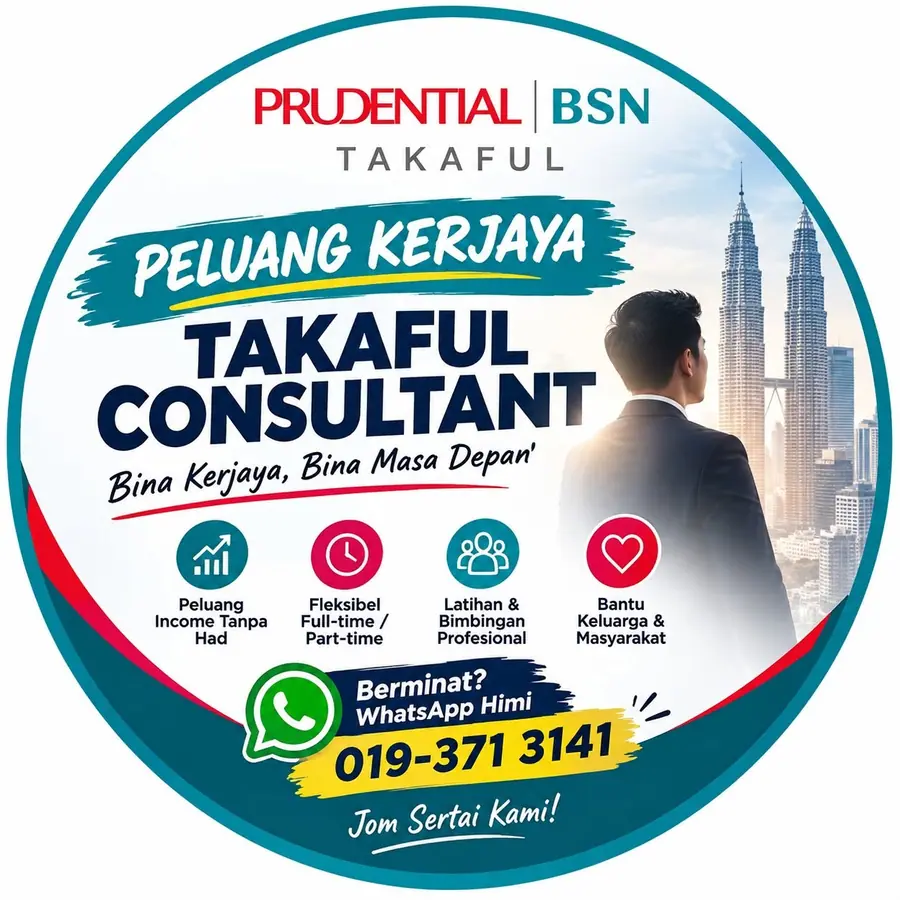 PRUDENTIAL | BSN
TAKAFUL
PELUANG KERJAYA
TAKAFUL
CONSULTANT
Bina Kerjaya, Bina Masa Depan'
Peluang
Income Tanpa
Had
Fleksibel
Full-time /
Part-time
Latihan &
Bimbingan
Profesional
Bantu
Keluarga &
Masyarakat
Berminat?
WhatsApp Himi
019-371 3141
Jom Sertai Kami!